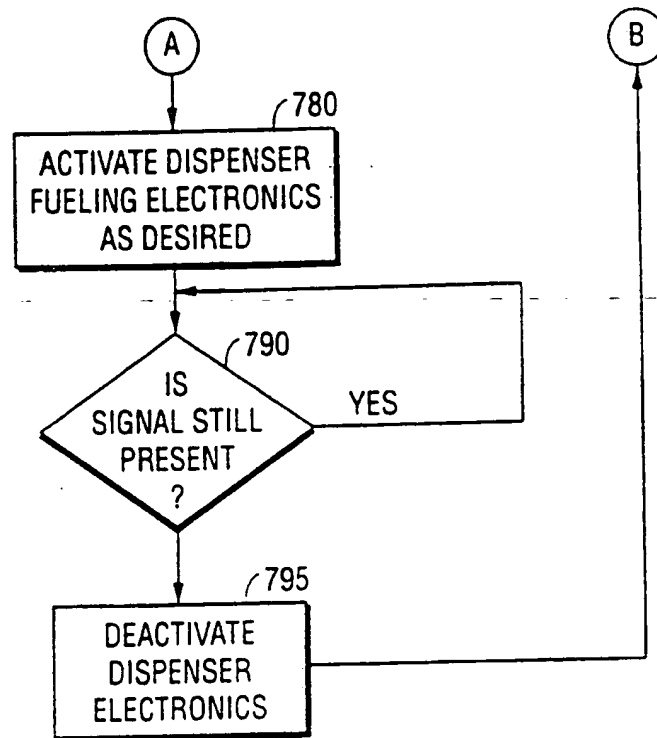 A
B
780
ACTIVATE DISPENSER
FUELING ELECTRONICS
AS DESIRED
790
IS
SIGNAL STILL
PRESENT
?
YES
795
DEACTIVATE
DISPENSER
ELECTRONICS